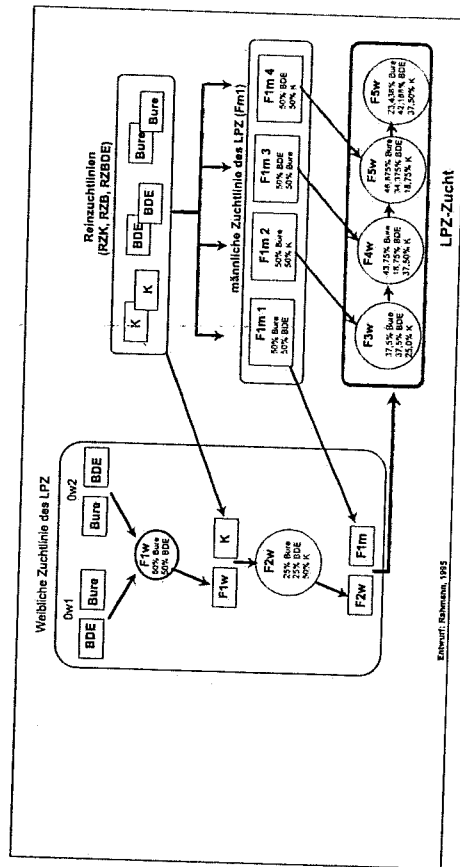 Weibliche Zuchtlinie des LPZ
0w1
0w2
BDE
Bure
Bure
BDE
F1w
50% Bure
50% BDE
F1w
K
F2w
25% Bure
25% BDE
50% K
F2w
F1m
Reinzuchtlinien
(RZK, RZB, RZBDE)
K
K
BDE
BDE
Bure
Bure
männliche Zuchtlinie des LPZ (Fm1)
F1m 1
50% Bure
50% BDE
F1m 2
50% Bure
50% K
F1m 3
50% BDE
50% Bure
F1m 4
50% BDE
50% K
F3w
37,5% Bure
37,5% BDE
25,0% K
F4w
43,75% Bure
18,75% BDE
37,50% K
F5w
46,875% Bure
34,375% BDE
18,75% K
F5w
23,438% Bure
42,188% BDE
37,50% K
LPZ-Zucht
Entwurf: Rahmann, 1995